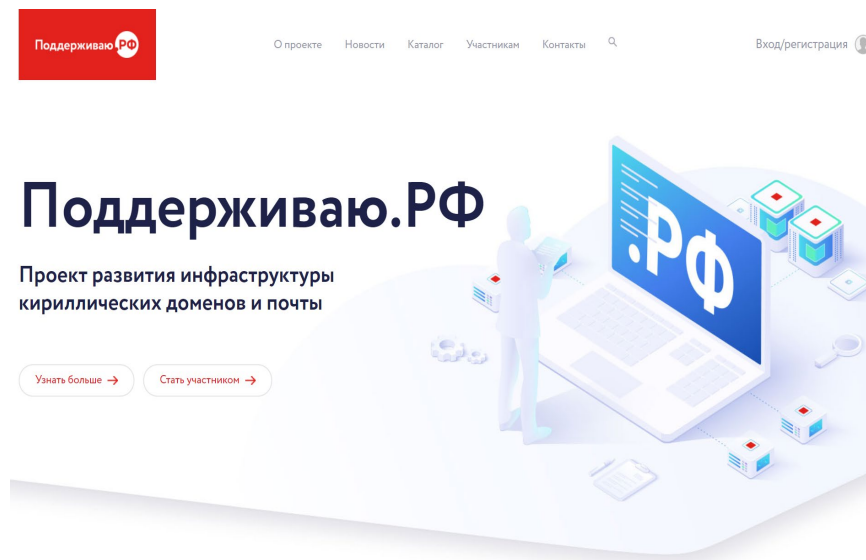 Поддерживаю.РФ
О проекте Новости Каталог Участникам Контакты Вход/регистрация
Поддерживаю.РФ
Проект развития инфраструктуры
кириллических доменов и почты
Узнать больше → Стать участником →
.РФ